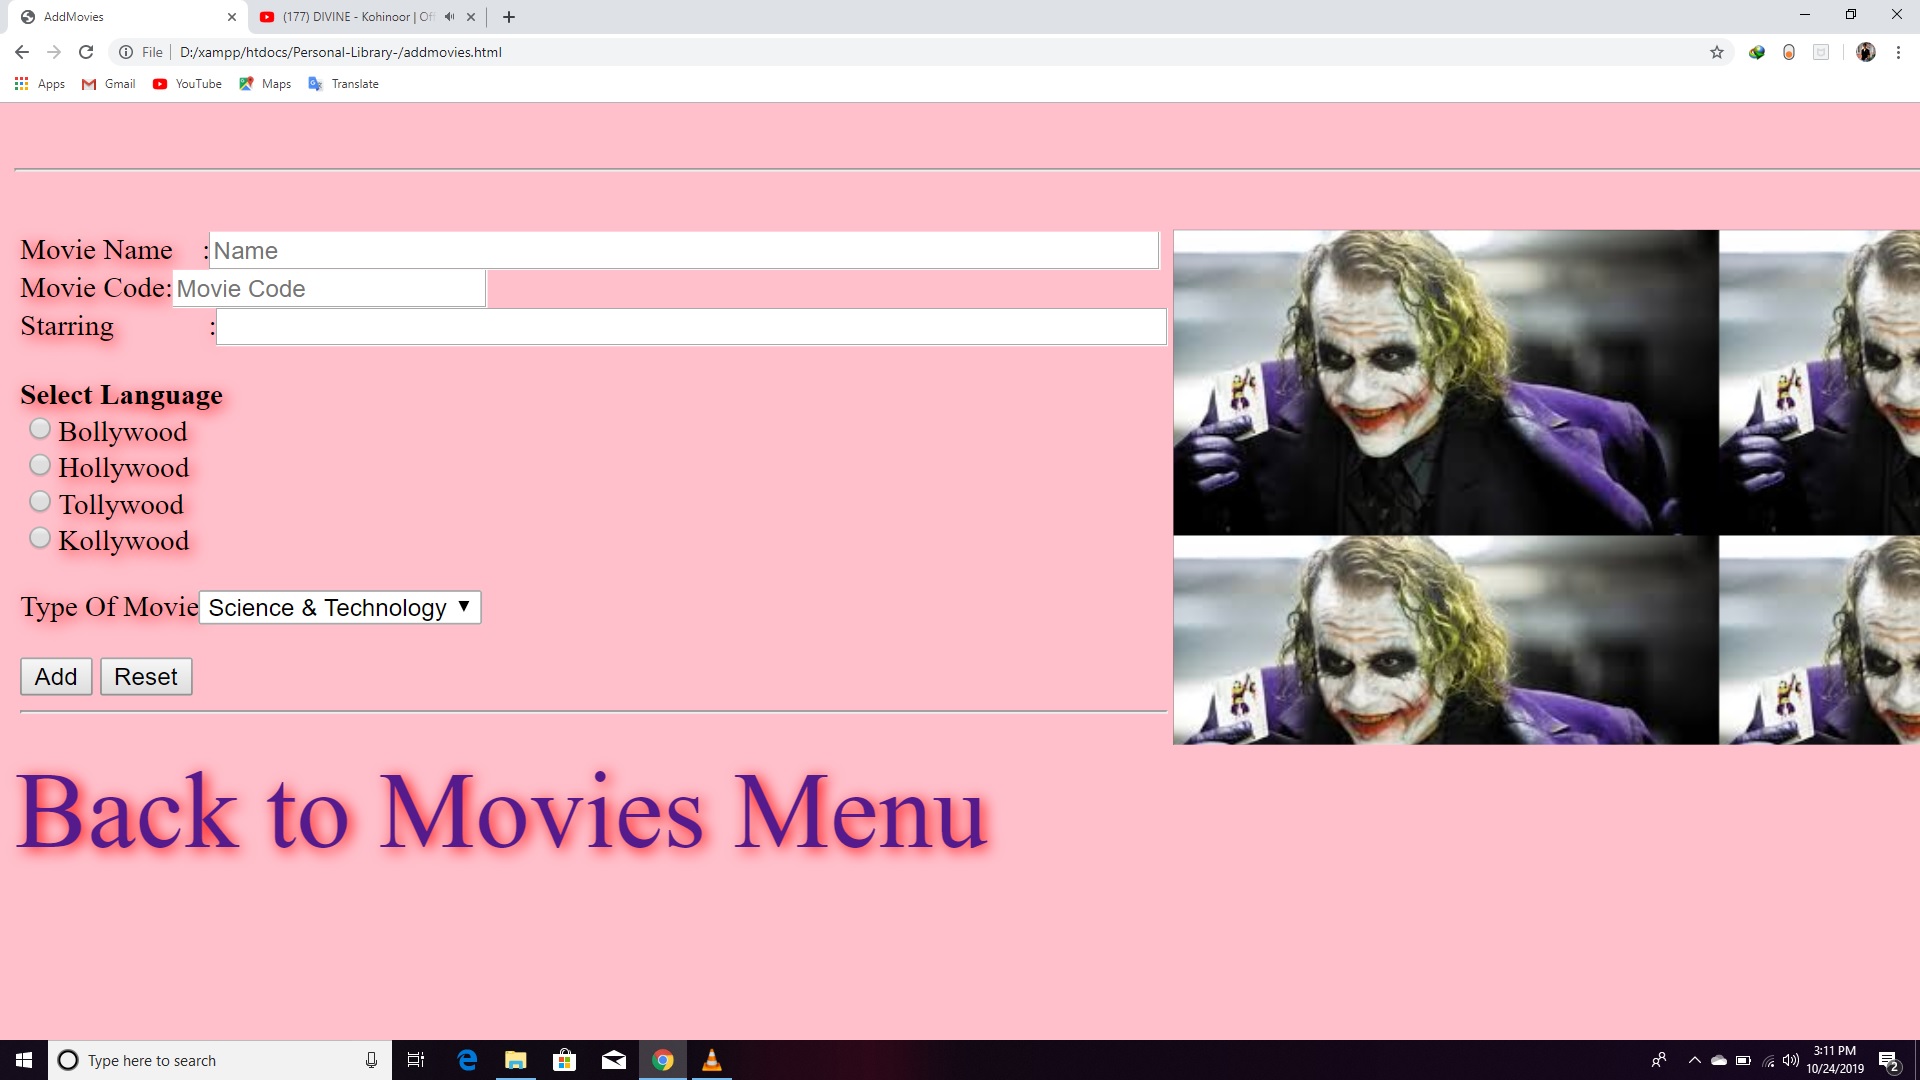 AddMovies
(177) DIVINE - Kohinoor | Off
File
D:/xampp/htdocs/Personal-Library-/addmovies.html
Apps
Gmail
YouTube
Maps
Translate
Movie Name :
Name
Movie Code:
Movie Code
Starring :
Select Language
Bollywood
Hollywood
Tollywood
Kollywood
Type Of Movie
Science & Technology
Add
Reset
Back to Movies Menu
Type here to search
3:11 PM
10/24/2019
2